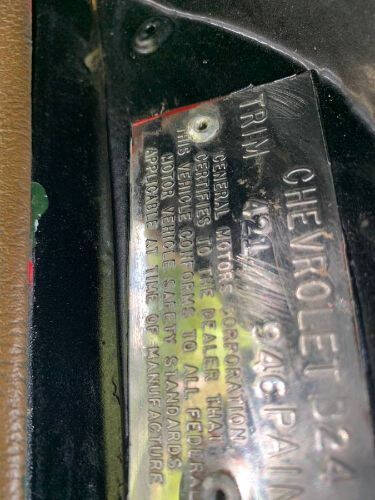 CHEVROLET 324
TRIM 421 946 PAIN
GENERAL MOTORS CORPORATION
CERTIFIES TO THE DEALER THAT
THIS VEHICLE CONFORMS TO ALL FEDERAL
MOTOR VEHICLE SAFETY STANDARDS
APPLICABLE AT TIME OF MANUFACTURE